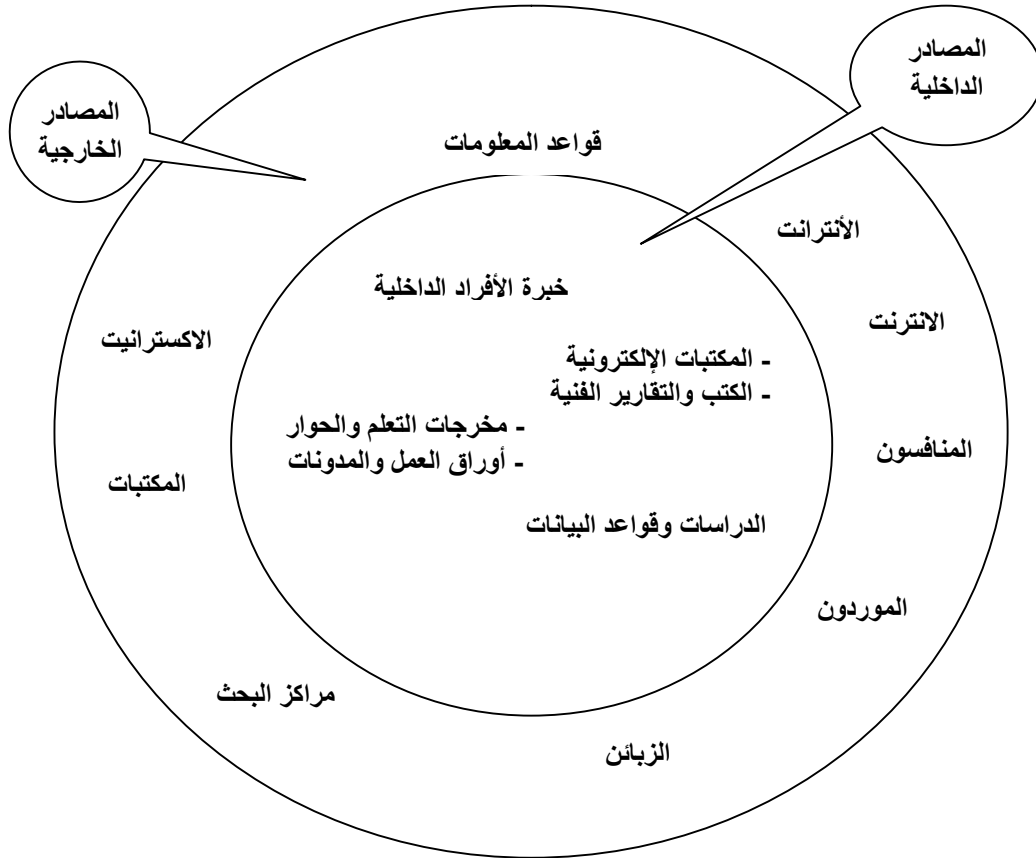 المصادر
الداخلية
المصادر
الخارجية
قواعد المعلومات
الأنترانت
خبرة الأفراد الداخلية
الانترنت
الاكسترانيت
- المكتبات الإلكترونية
- الكتب والتقارير الفنية
- مخرجات التعلم والحوار
- أوراق العمل والمدونات
المنافسون
المكتبات
الدراسات وقواعد البيانات
الموردون
مراكز البحث
الزبائن